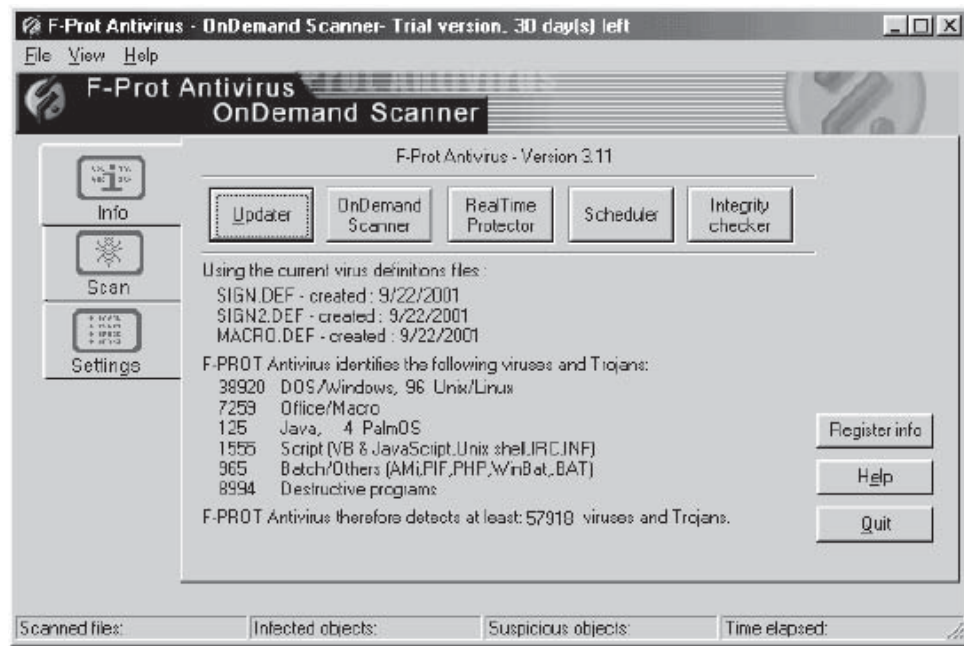 F-Prot Antivirus - OnDemand Scanner- Trial version. 30 day(s) left
File View Help
F-Prot Antivirus
OnDemand Scanner
F-Prot Antivirus - Version 3.11
Info
Scan
Settings
Updater
OnDemand Scanner
RealTime Protector
Scheduler
Integrity checker
Using the current virus definitions files :
SIGN.DEF - created : 9/22/2001
SIGN2.DEF - created : 9/22/2001
MACRO.DEF - created : 9/22/2001
F-PROT Antivirus identifies the following viruses and Trojans:
38920 DOS/Windows, 96 Unix/Linux
7259 Office/Macro
125 Java, 4 PalmOS
1555 Script (VB & JavaScript,Unix shell,IRC,INF)
965 Batch/Others (AMi,PIF,PHP,WinBat,.BAT)
8994 Destructive programs
F-PROT Antivirus therefore detects at least: 57918 viruses and Trojans.
Register info
Help
Quit
Scanned files:
Infected objects:
Suspicious objects:
Time elapsed: